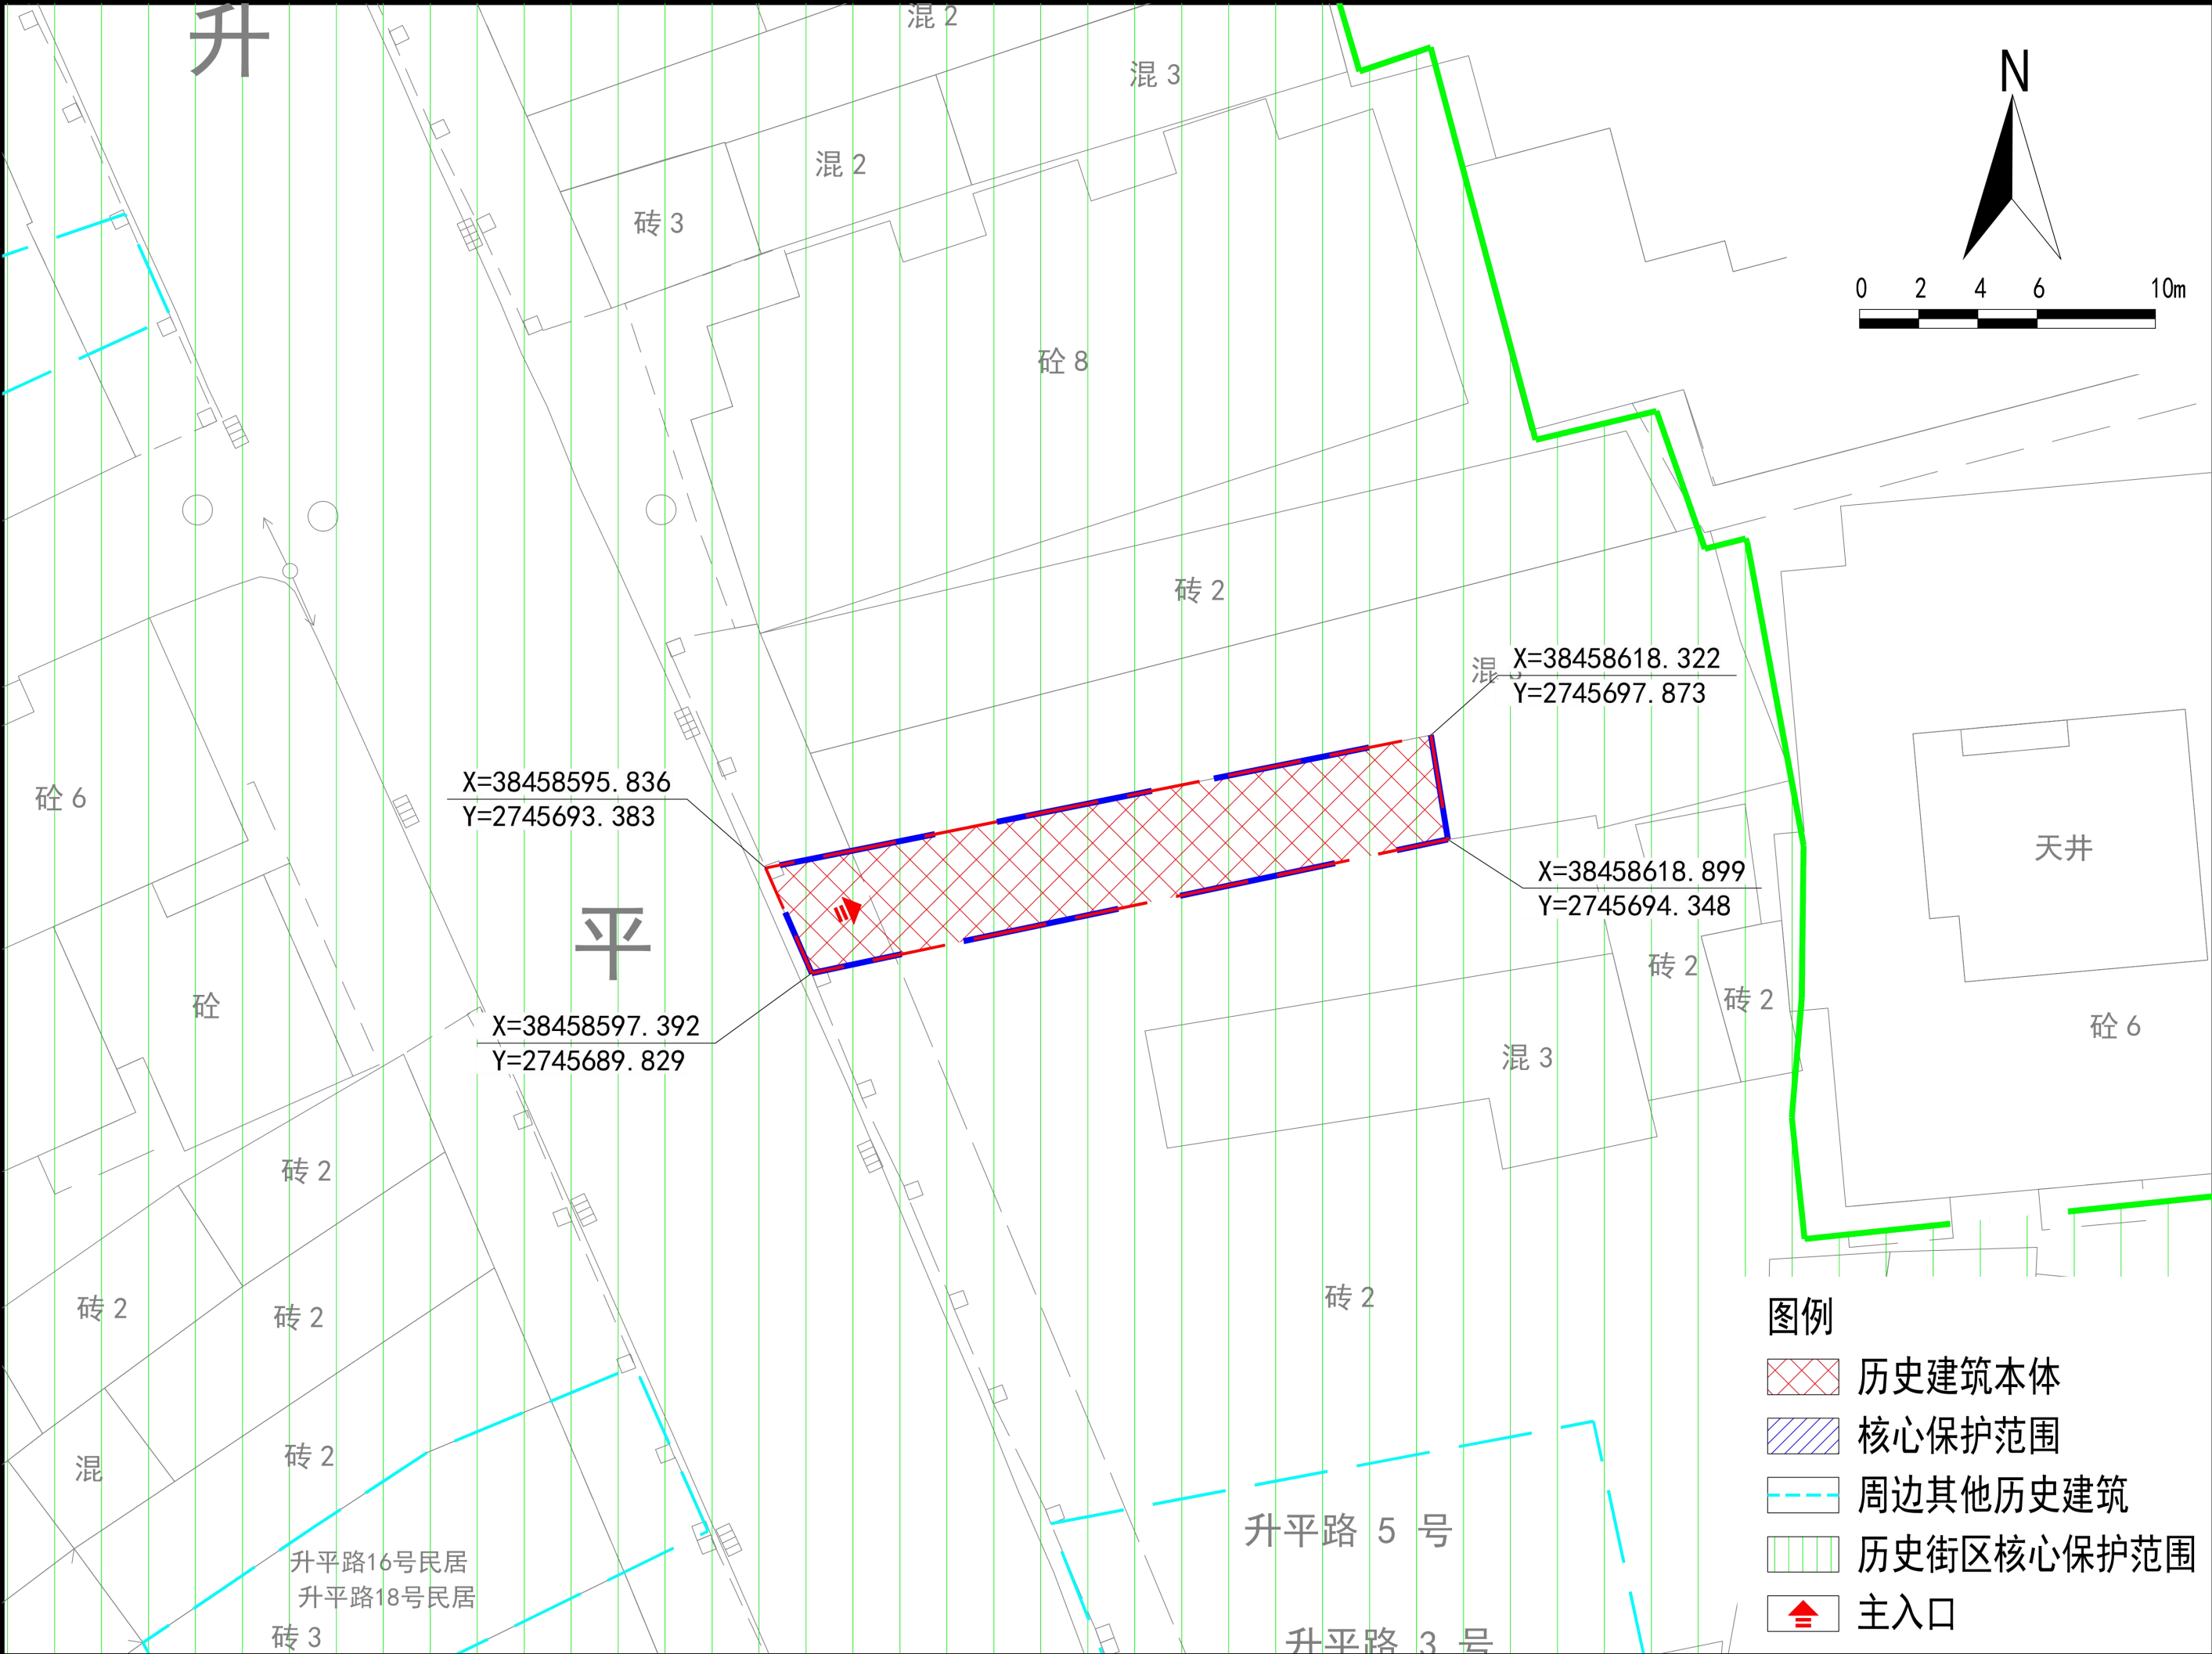 升
混 2
混 3
N
混 2
砖 3
0 2 4 6 10m
砼 8
砖 2
混
X=38458618.322
Y=2745697.873
X=38458595.836
Y=2745693.383
砼 6
天井
X=38458618.899
Y=2745694.348
平
砖 2
砖 2
砼
X=38458597.392
Y=2745689.829
砼 6
混 3
砖 2
砖 2
砖 2
砖 2
图例
历史建筑本体
核心保护范围
周边其他历史建筑
历史街区核心保护范围
主入口
砖 2
混
升平路 5 号
升平路16号民居
升平路18号民居
砖 3
升平路 3 号